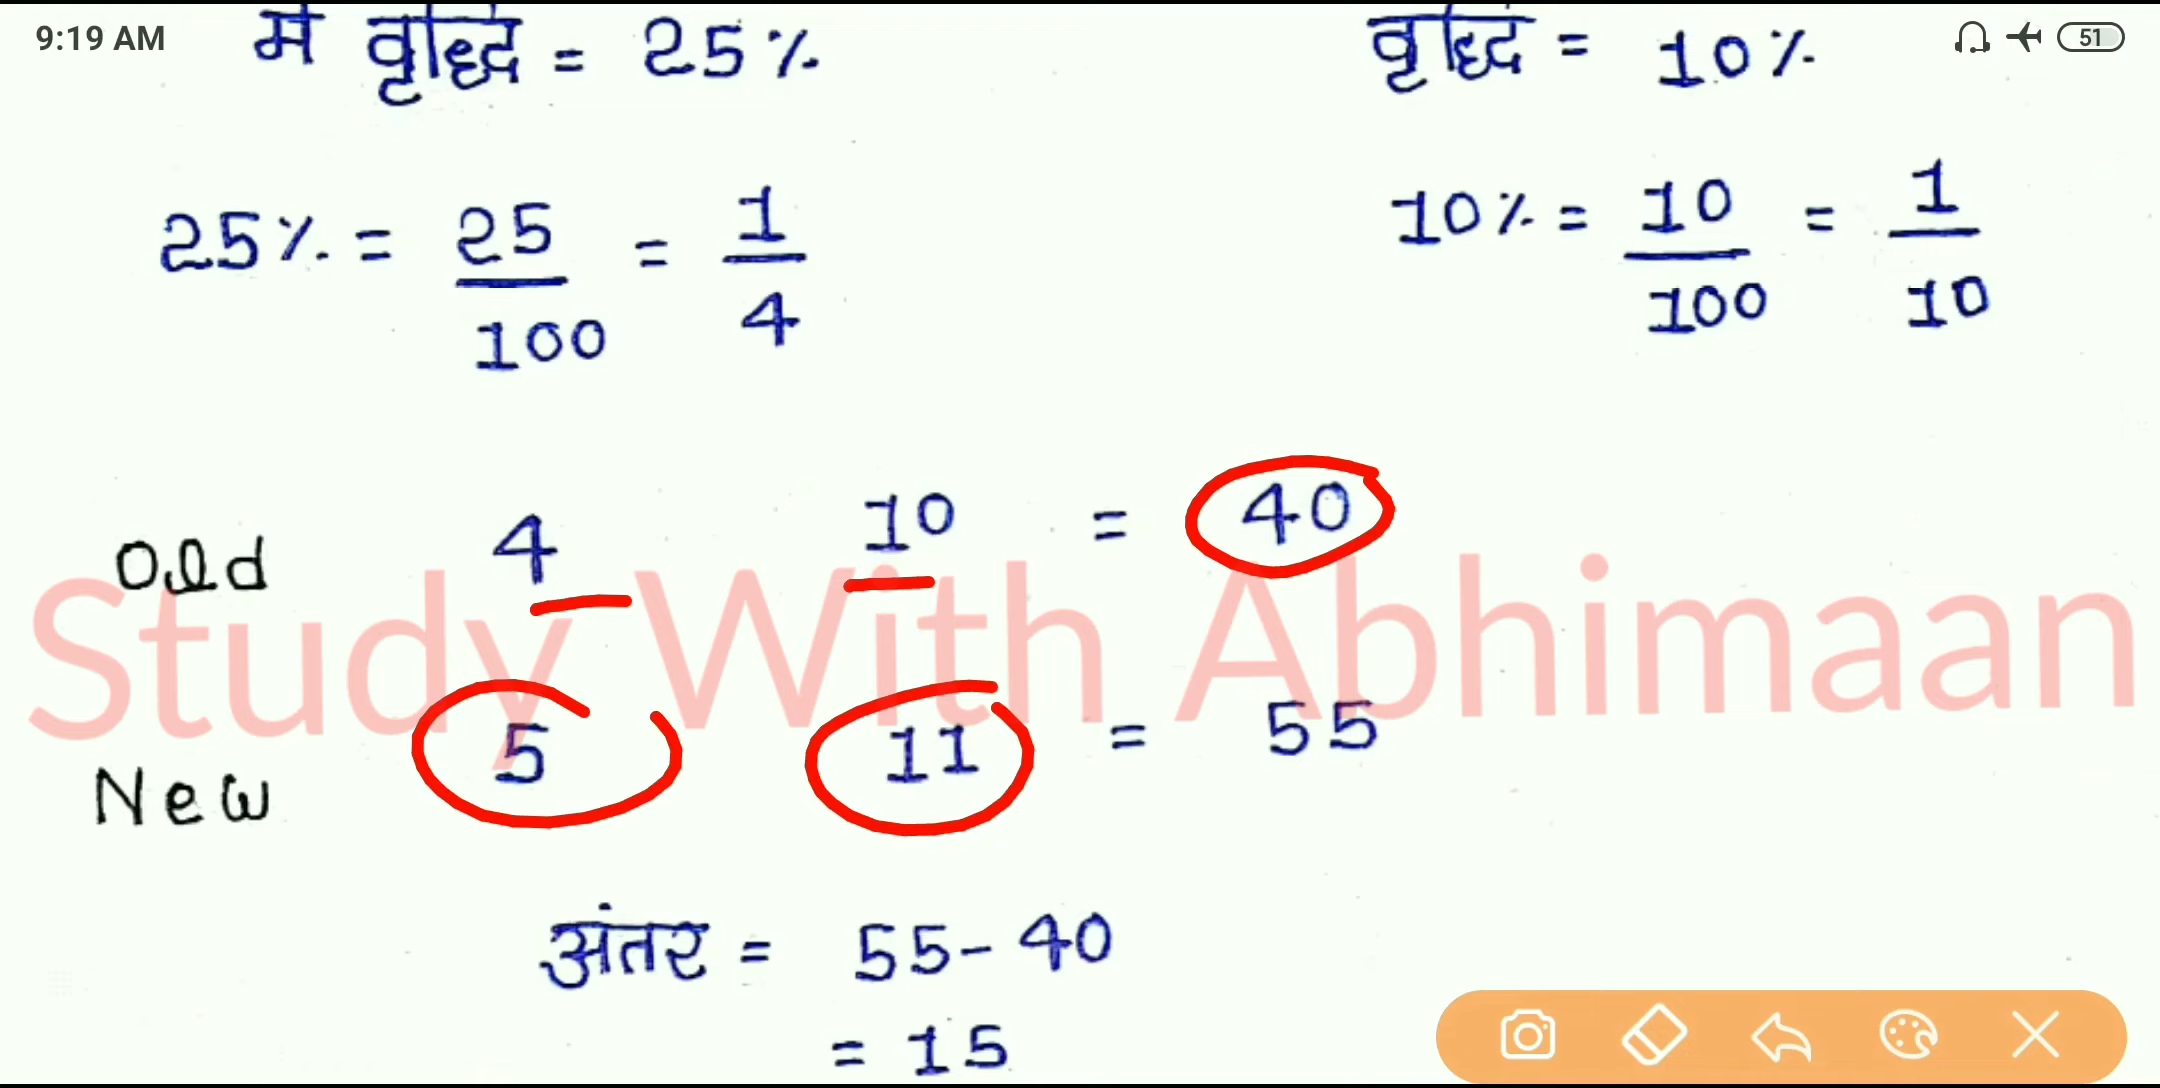 9:19 AM
51
में वृद्धि = 25%
वृद्धि = 10%
25% = 25/100 = 1/4
10% = 10/100 = 1/10
Old 4 10 = 40
Study With Abhimaan
New 5 11 = 55
अंतर = 55-40
= 15